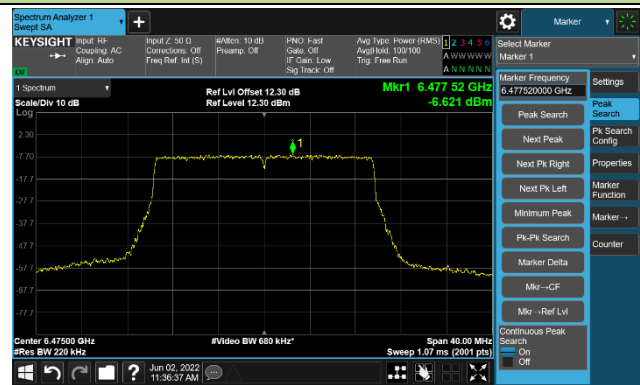 Spectrum Analyzer 1
Swept SA
Marker
KEYSIGHT
Input: RF
Coupling: AC
Align: Auto
Input Z: 50 Ω
Corrections: Off
Freq Ref: Int (S)
#Atten: 10 dB
Preamp: Off
PNO: Fast
Gate: Off
IF Gain: Low
Sig Track: Off
Avg Type: Power (RMS)
Avg|Hold: 100/100
Trig: Free Run
1 2 3 4 5 6
A W W W W W
A N N N N N
LV
Select Marker
Marker 1
1 Spectrum
Scale/Div 10 dB
Log
Ref Lvl Offset 12.30 dB
Ref Level 12.30 dBm
Mkr1 6.477 52 GHz
-6.621 dBm
1
2.30
-7.70
-17.7
-27.7
-37.7
-47.7
-57.7
-67.7
-77.7
Center 6.47500 GHz
#Res BW 220 kHz
#Video BW 680 kHz*
Span 40.00 MHz
Sweep 1.07 ms (2001 pts)
Marker Frequency
6.477520000 GHz
Peak Search
Next Peak
Next Pk Right
Next Pk Left
Minimum Peak
Pk-Pk Search
Marker Delta
Mkr→CF
Mkr→Ref Lvl
Continuous Peak
Search
On
Off
Settings
Peak
Search
Pk Search
Config
Properties
Marker
Function
Marker→
Counter
?
Jun 02, 2022
11:36:37 AM